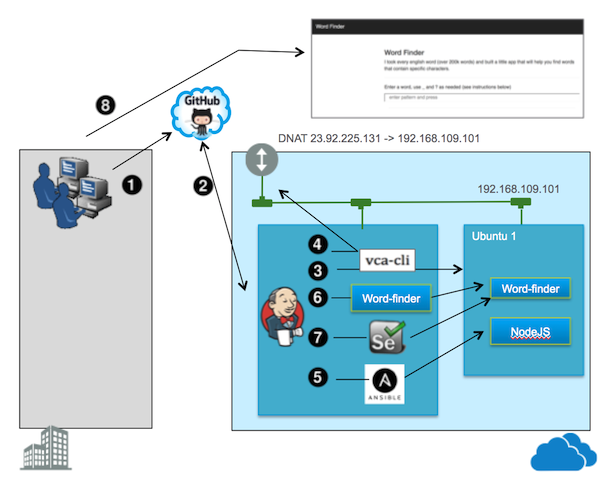 Word Finder
Word Finder
I took every english word (over 200k words) and built a little app that will help you find words
that contain specific characters.
Enter a word, use ., and ? as needed (see instructions below)
enter pattern and press
8
GitHub
DNAT 23.92.225.131 -> 192.168.109.101
1
2
192.168.109.101
Ubuntu 1
4
vca-cli
3
6
Word-finder
Word-finder
7
Se
NodeJS
5
A
ANSIBLE